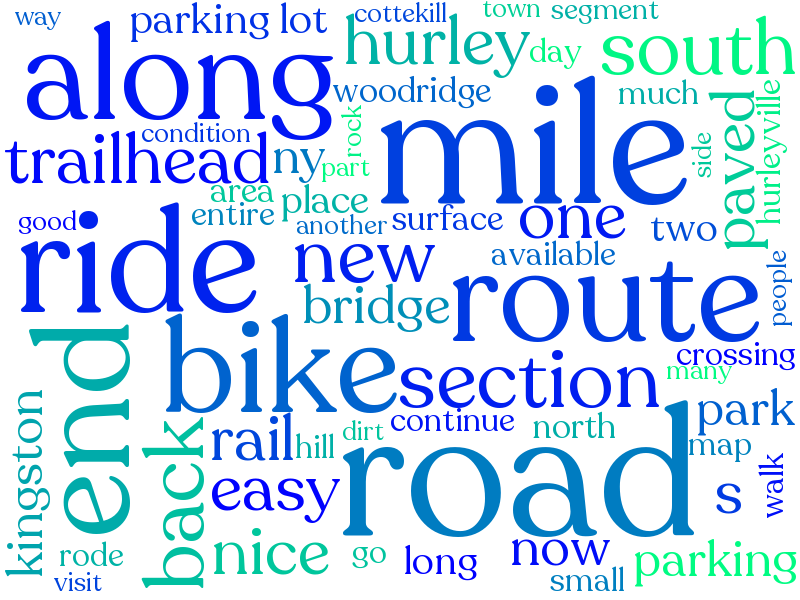 way
parking lot
cottekill
town
segment
along
hurley
day
south
woodridge
much
mile
condition
rock
trailhead
ny
part
side
paved
hurleyville
area
place
entire
another
good
surface
one
two
ride
new
available
route
people
bridge
end
bike
section
crossing
many
kingston
back
rail
hill
dirt
continue
north
park
map
road
easy
s
walk
nice
rode
visit
go
long
now
small
parking